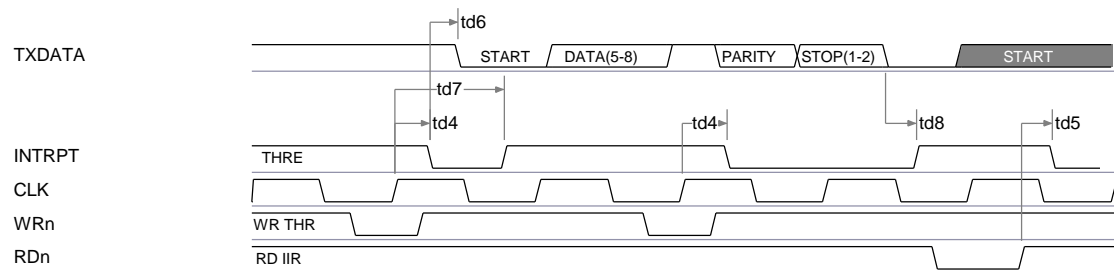 td6
TXDATA START DATA(5-8) PARITY STOP(1-2) START
td7
td4 td4 td8 td5
INTRPT THRE
CLK
WRn WR THR
RDn RD IIR